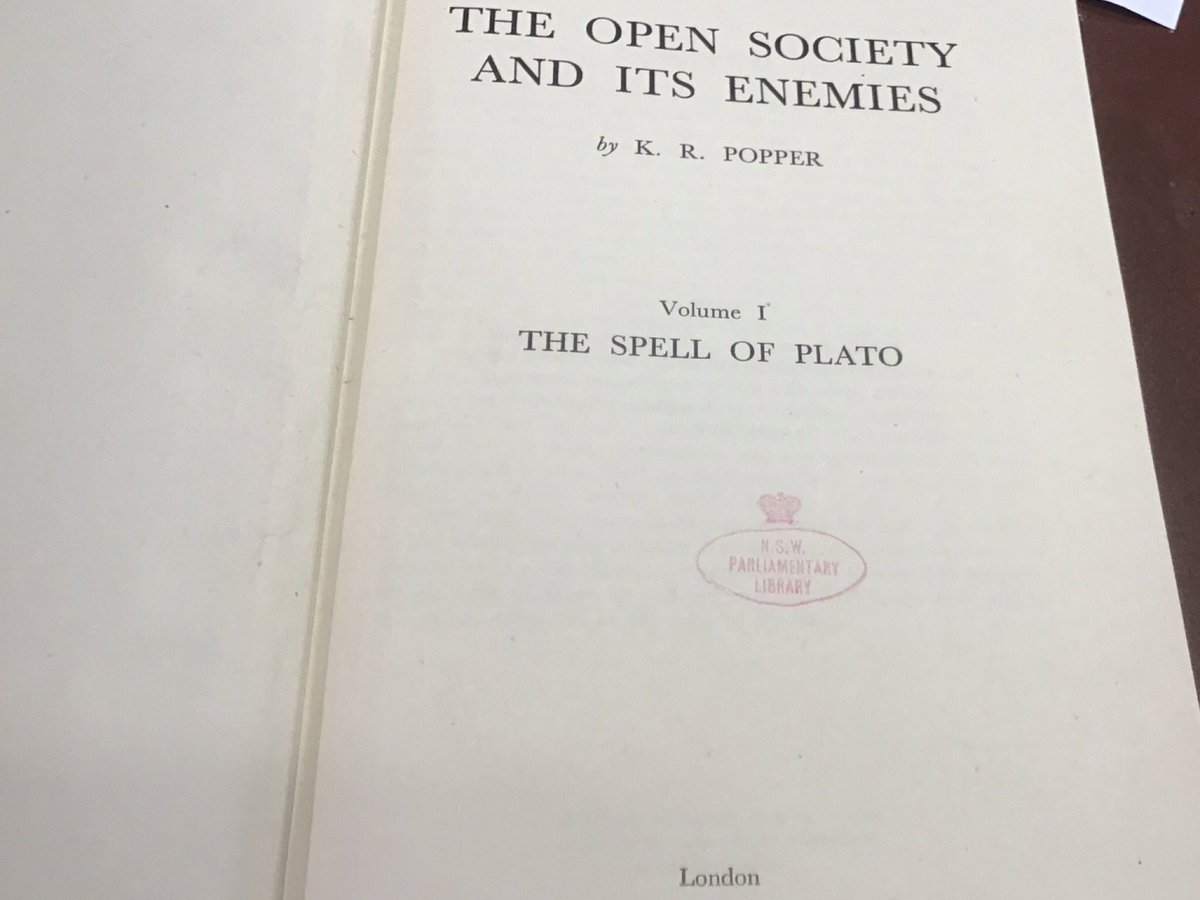 THE OPEN SOCIETY
AND ITS ENEMIES
by K. R. POPPER
Volume I
THE SPELL OF PLATO
N.S.W.
PARLIAMENTARY
LIBRARY
London